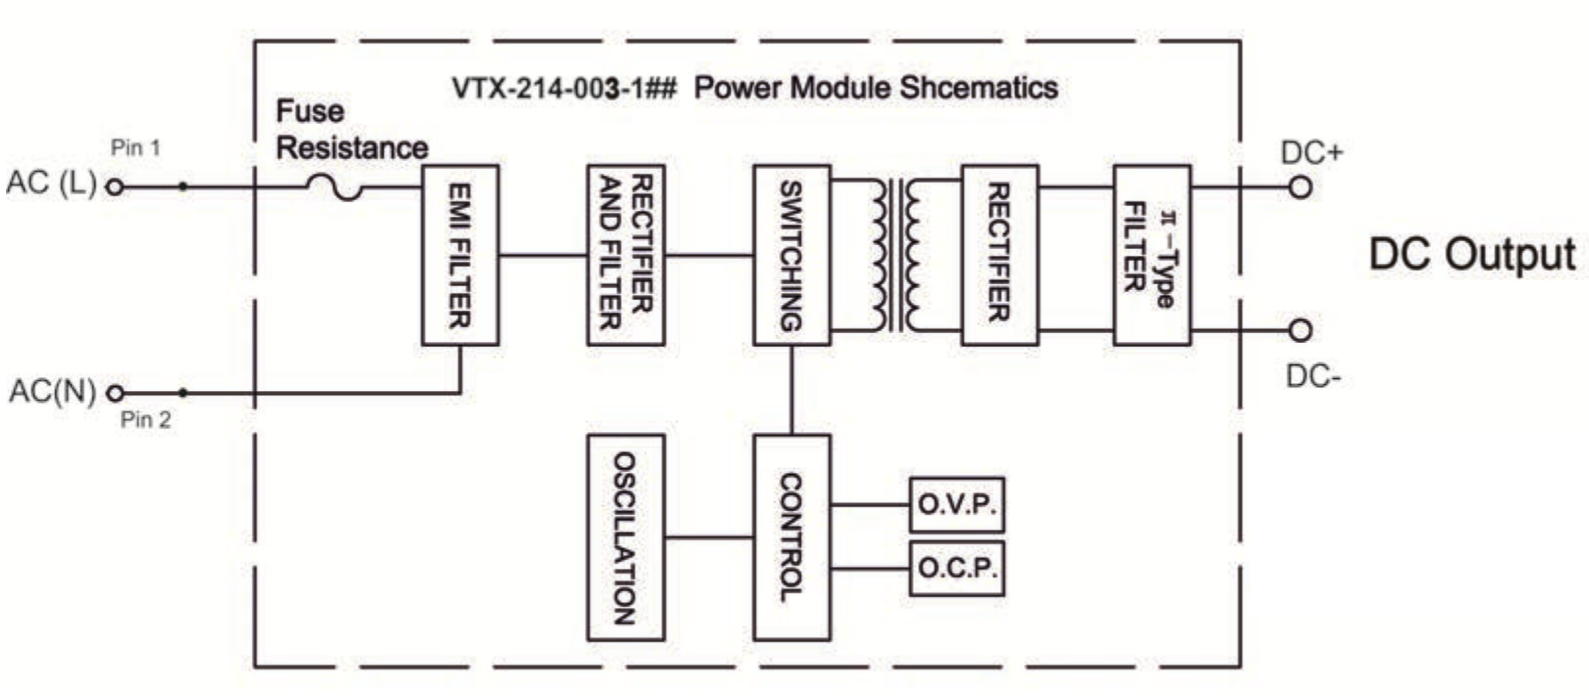 VTX-214-003-1## Power Module Shcematics
Fuse
Resistance
Pin 1
AC (L)
AC(N)
Pin 2
EMI FILTER
RECTIFIER
AND FILTER
SWITCHING
RECTIFIER
π -Type
FILTER
DC+
DC Output
DC-
OSCILLATION
CONTROL
O.V.P.
O.C.P.